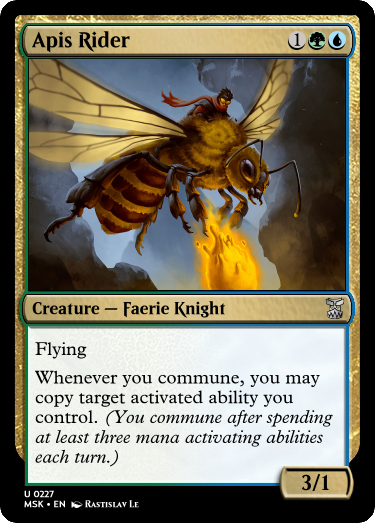 Apis Rider 1
Creature — Faerie Knight
Flying
Whenever you commune, you may
copy target activated ability you
control. (You commune after spending
at least three mana activating abilities
each turn.)
3/1
U 0227
MSK • EN Rastislav Le